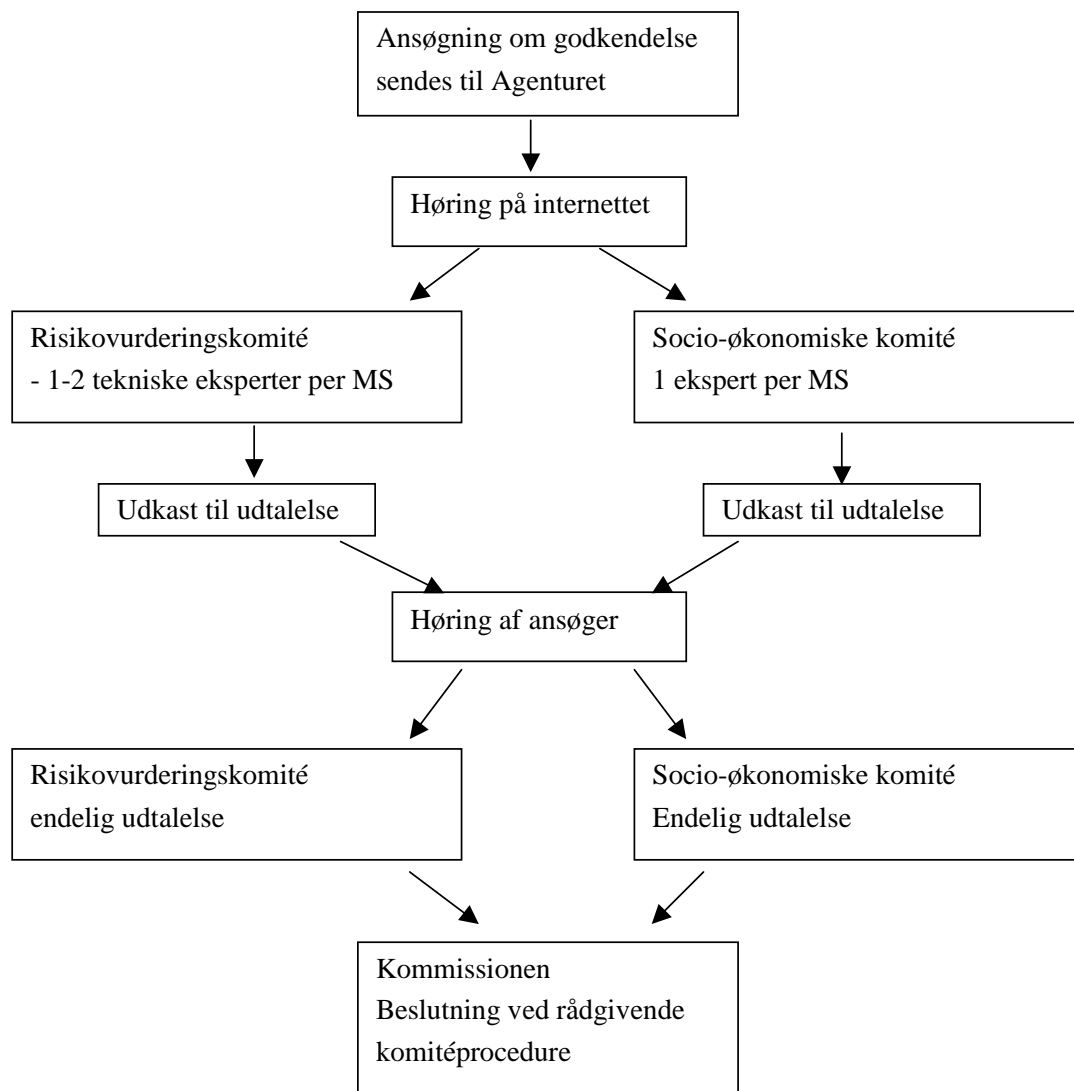 Ansøgning om godkendelse
sendes til Agenturet
Høring på internettet
Risikovurderingskomité
- 1-2 tekniske eksperter per MS
Socio-økonomiske komité
1 ekspert per MS
Udkast til udtalelse
Udkast til udtalelse
Høring af ansøger
Risikovurderingskomité
endelig udtalelse
Socio-økonomiske komité
Endelig udtalelse
Kommissionen
Beslutning ved rådgivende
komitéprocedure